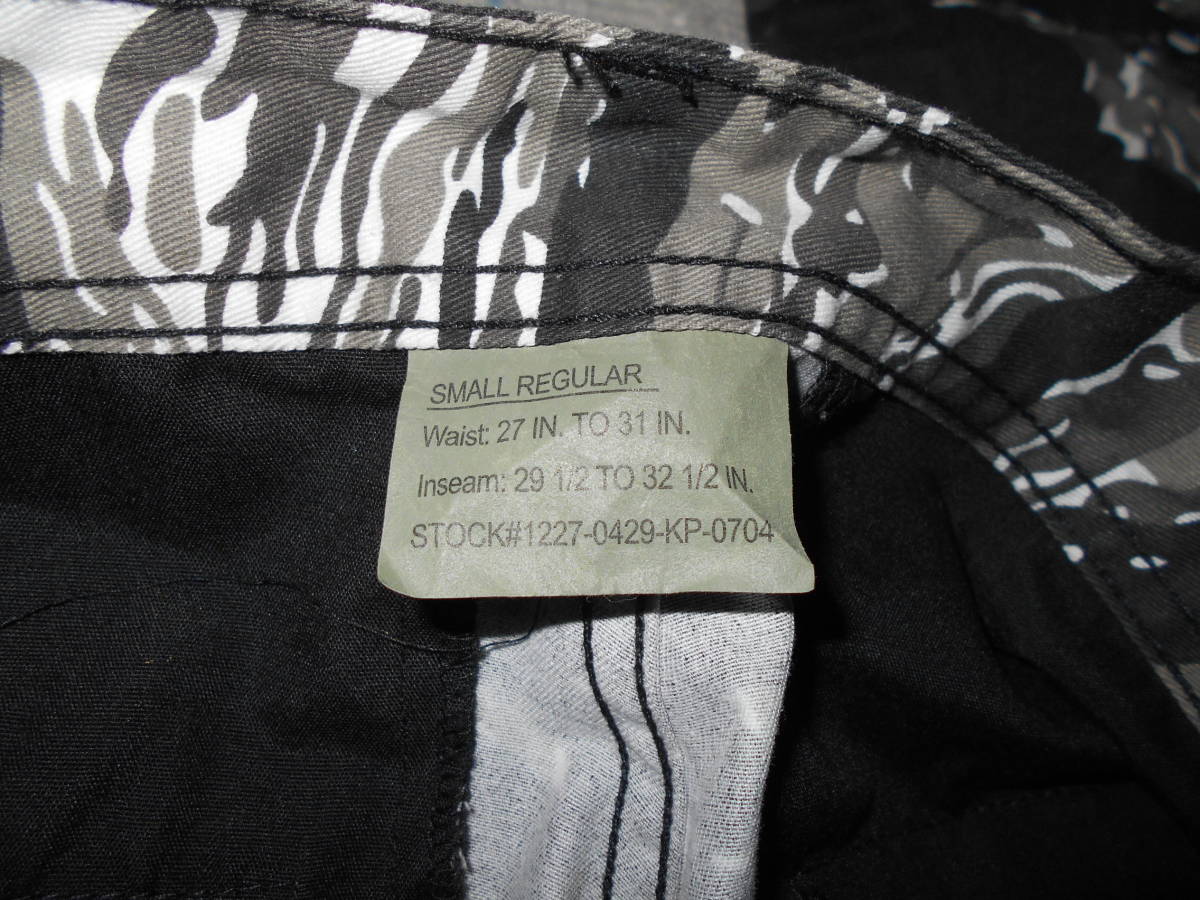 SMALL REGULAR
Waist: 27 IN. TO 31 IN.
Inseam: 29 1/2 TO 32 1/2 IN.
STOCK#1227-0429-KP-0704